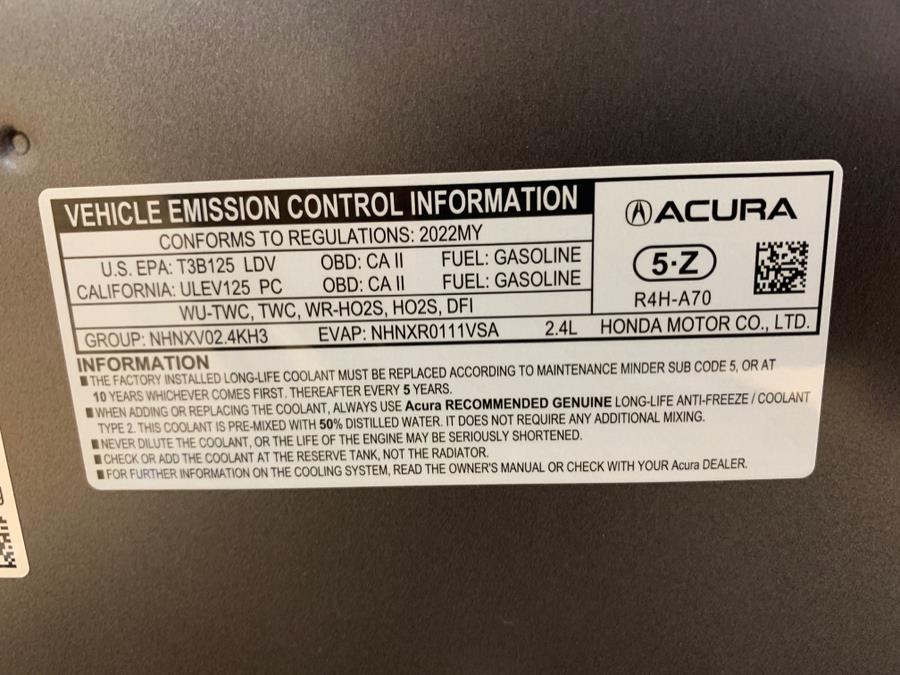 VEHICLE EMISSION CONTROL INFORMATION
CONFORMS TO REGULATIONS: 2022MY
U.S. EPA: T3B125 LDV OBD: CA II FUEL: GASOLINE
CALIFORNIA: ULEV125 PC OBD: CA II FUEL: GASOLINE
WU-TWC, TWC, WR-HO2S, HO2S, DFI
GROUP: NHNXV02.4KH3 EVAP: NHNXR0111VSA 2.4L
ACURA
5·Z
R4H-A70
HONDA MOTOR CO., LTD.
INFORMATION
■THE FACTORY INSTALLED LONG-LIFE COOLANT MUST BE REPLACED ACCORDING TO MAINTENANCE MINDER SUB CODE 5, OR AT
10 YEARS WHICHEVER COMES FIRST. THEREAFTER EVERY 5 YEARS.
■WHEN ADDING OR REPLACING THE COOLANT, ALWAYS USE Acura RECOMMENDED GENUINE LONG-LIFE ANTI-FREEZE / COOLANT
TYPE 2. THIS COOLANT IS PRE-MIXED WITH 50% DISTILLED WATER. IT DOES NOT REQUIRE ANY ADDITIONAL MIXING.
■NEVER DILUTE THE COOLANT, OR THE LIFE OF THE ENGINE MAY BE SERIOUSLY SHORTENED.
■CHECK OR ADD THE COOLANT AT THE RESERVE TANK, NOT THE RADIATOR.
■FOR FURTHER INFORMATION ON THE COOLING SYSTEM, READ THE OWNER'S MANUAL OR CHECK WITH YOUR Acura DEALER.